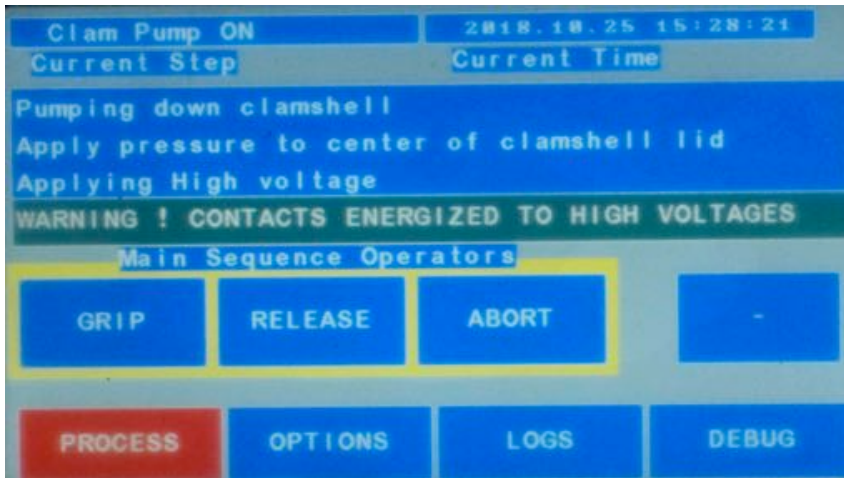 Clam Pump ON
2018.10.25 15:28:21
Current Step
Current Time
Pumping down clamshell
Apply pressure to center of clamshell lid
Applying High voltage
WARNING ! CONTACTS ENERGIZED TO HIGH VOLTAGES
Main Sequence Operators
GRIP
RELEASE
ABORT
-
PROCESS
OPTIONS
LOGS
DEBUG